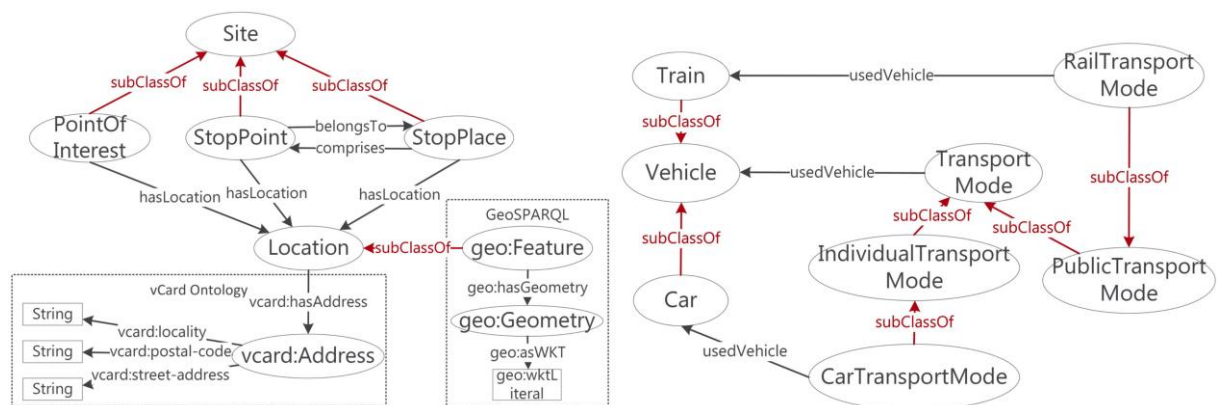 Site
subClassOf
subClassOf
subClassOf
PointOf
Interest
StopPoint
belongsTo
comprises
StopPlace
hasLocation
hasLocation
hasLocation
Location
subClassOf
GeoSPARQL
geo:Feature
geo:hasGeometry
geo:Geometry
geo:asWKT
geo:wktL
iteral
vCard Ontology
vcard:hasAddress
String
vcard:locality
String
vcard:postal-code
vcard:Address
vcard:street-address
String
Train
usedVehicle
RailTransport
Mode
subClassOf
Vehicle
usedVehicle
Transport
Mode
subClassOf
subClassOf
subClassOf
subClassOf
IndividualTransport
Mode
PublicTransport
Mode
Car
subClassOf
usedVehicle
CarTransportMode